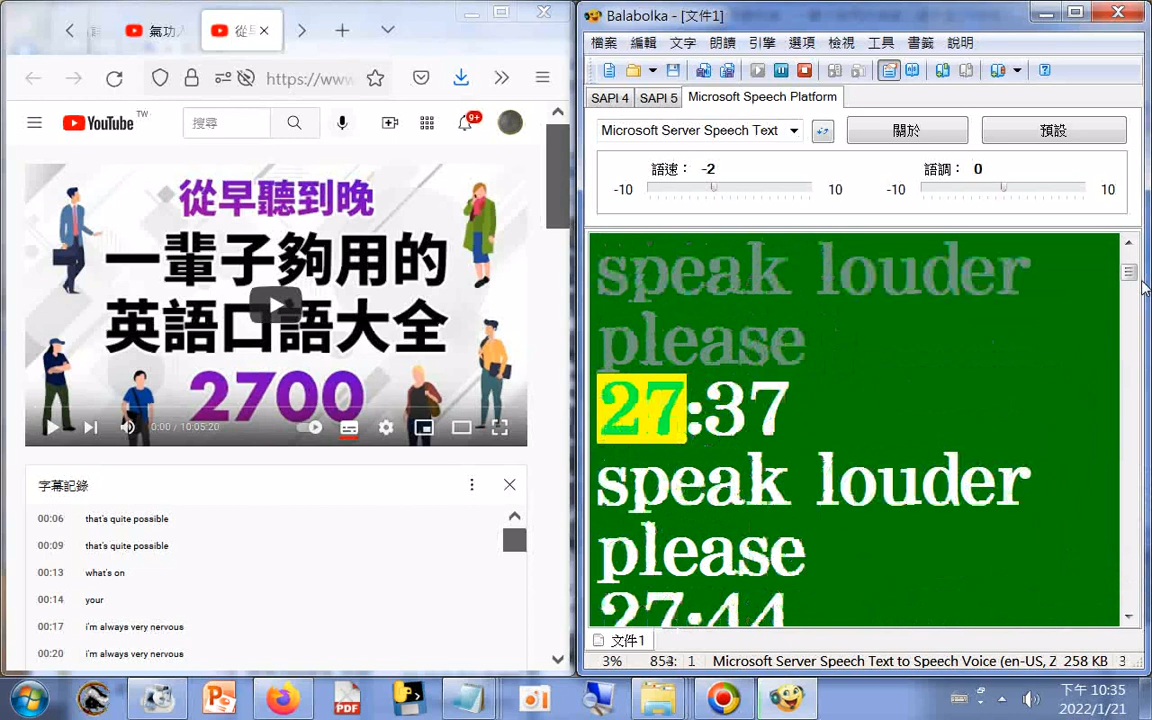 氣功人
從
https://www
YouTube TW
搜尋
9+
從早聽到晚
一輩子夠用的
英語口語大全
2700
0:00 / 10:05:20
字幕記錄
00:06 that's quite possible
00:09 that's quite possible
00:13 what's on
00:14 your
00:17 i'm always very nervous
00:20 i'm always very nervous
Balabolka - [文件1]
檔案 編輯 文字 朗讀 引擎 選項 檢視 工具 書籤 說明
SAPI 4 SAPI 5 Microsoft Speech Platform
Microsoft Server Speech Text
關於
預設
語速： -2
語調： 0
-10 10
-10 10
speak louder
please
27:37
speak louder
please
27:44
文件1
3% 854: 1 Microsoft Server Speech Text to Speech Voice (en-US, Z 258 KB 3
PDF
下午 10:35
2022/1/21